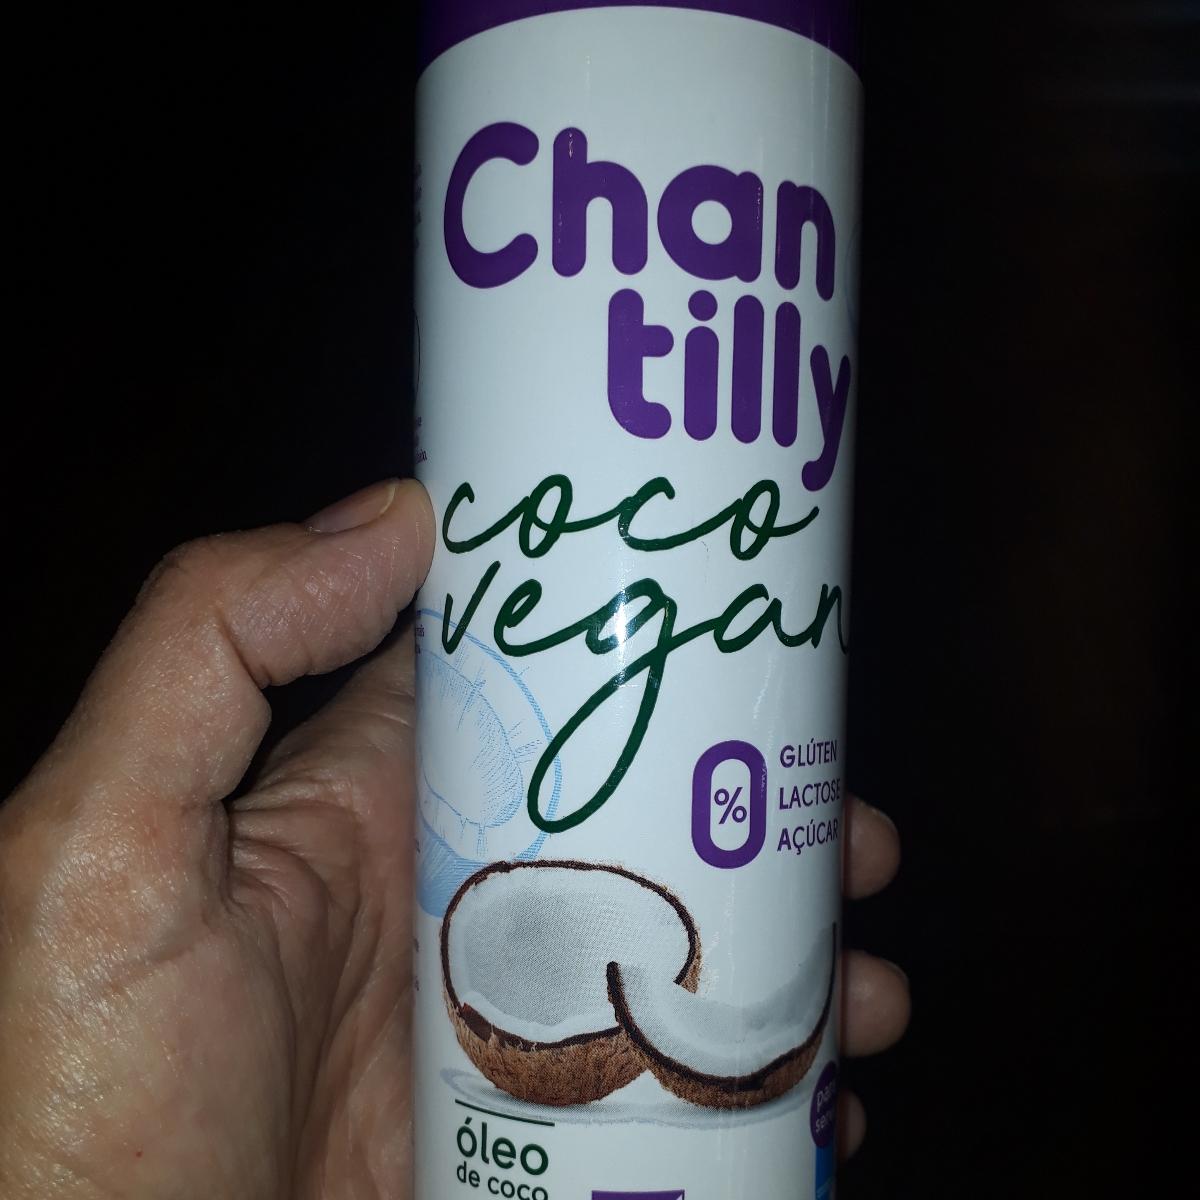 Chan
tilly
coco
vegan
0%
GLÚTEN
LACTOSE
AÇÚCAR
óleo
de coco